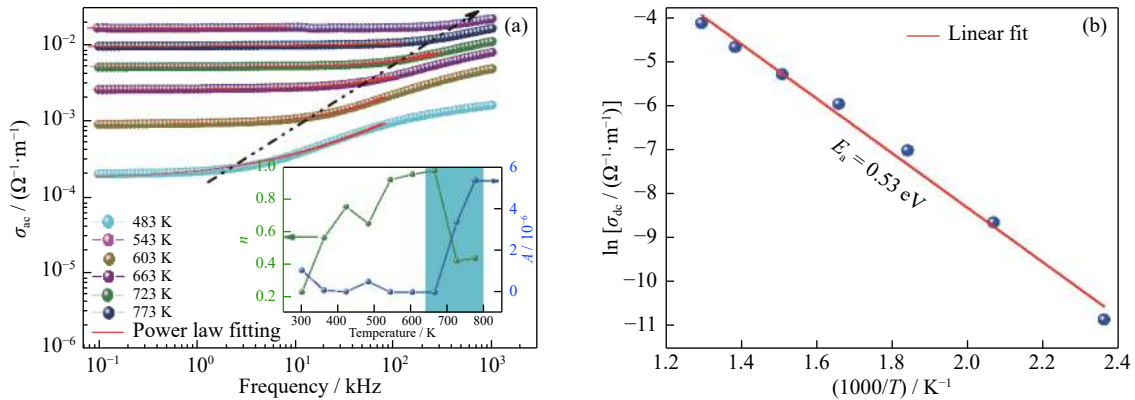 (a)
10⁻²
10⁻³
10⁻⁴
10⁻⁵
10⁻⁶
σac / (Ω⁻¹·m⁻¹)
483 K
543 K
603 K
663 K
723 K
773 K
Power law fitting
10⁻¹ 10⁰ 10¹ 10² 10³
Frequency / kHz
1.0
0.8
0.6
0.4
0.2
n
6
4
2
0
A / 10⁻⁶
300 400 500 600 700 800
Temperature / K
(b)
Linear fit
Ea = 0.53 eV
−4
−5
−6
−7
−8
−9
−10
−11
ln [σdc / (Ω⁻¹·m⁻¹)]
1.2 1.4 1.6 1.8 2.0 2.2 2.4
(1000/T) / K⁻¹